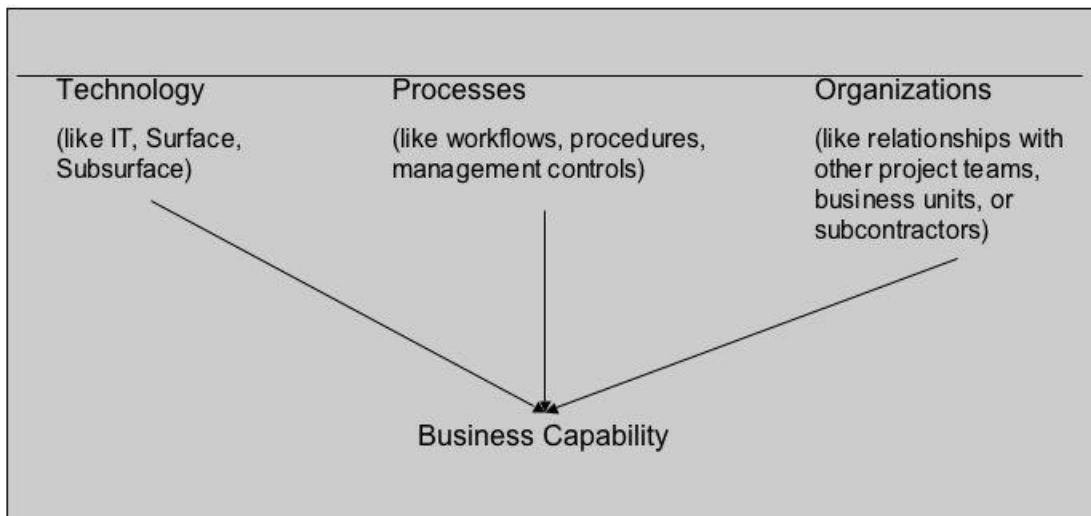 Technology
(like IT, Surface,
Subsurface)
Processes
(like workflows, procedures,
management controls)
Organizations
(like relationships with
other project teams,
business units, or
subcontractors)
Business Capability